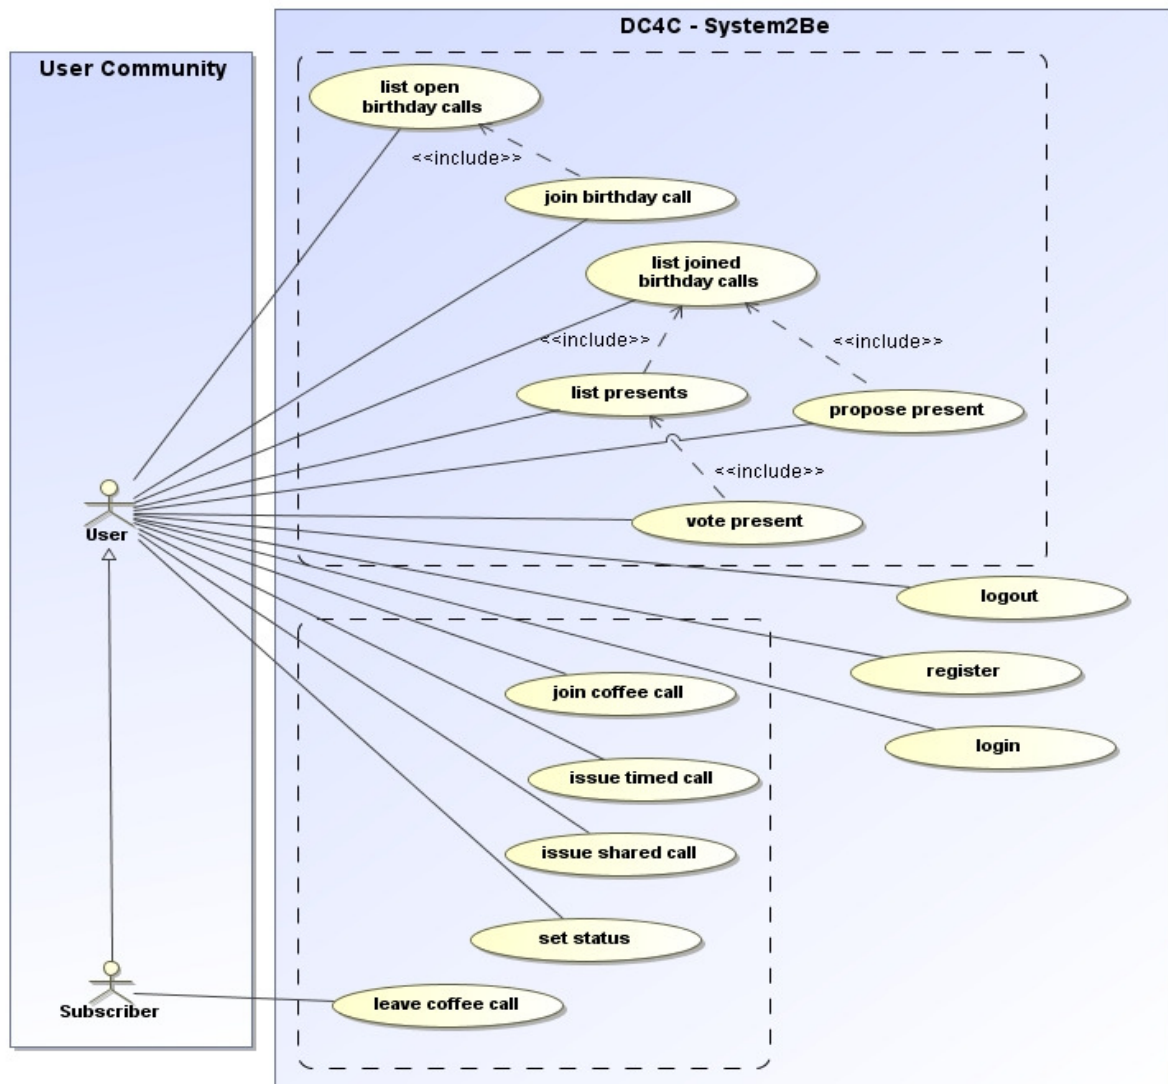 DC4C - System2Be
User Community
list open
birthday calls
<<include>>
join birthday call
list joined
birthday calls
<<include>>
<<include>>
list presents
propose present
<<include>>
vote present
User
logout
register
join coffee call
login
issue timed call
issue shared call
set status
leave coffee call
Subscriber